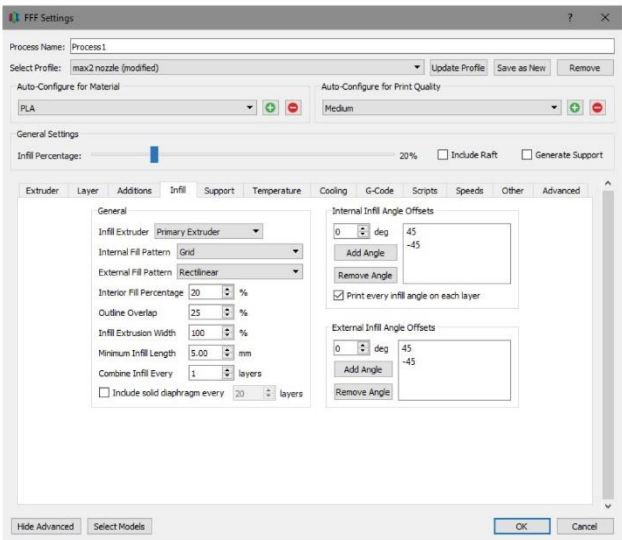 FFF Settings ? ×
Process Name: Process1
Select Profile: max2 nozzle (modified) Update Profile Save as New Remove
Auto-Configure for Material Auto-Configure for Print Quality
PLA Medium
General Settings
Infill Percentage: 20% Include Raft Generate Support
Extruder Layer Additions Infill Support Temperature Cooling G-Code Scripts Speeds Other Advanced
General
Infill Extruder Primary Extruder
Internal Fill Pattern Grid
External Fill Pattern Rectilinear
Interior Fill Percentage 20 %
Outline Overlap 25 %
Infill Extrusion Width 100 %
Minimum Infill Length 5.00 mm
Combine Infill Every 1 layers
Include solid diaphragm every 20 layers
Internal Infill Angle Offsets
0 deg 45
-45
Add Angle
Remove Angle
Print every infill angle on each layer
External Infill Angle Offsets
0 deg 45
-45
Add Angle
Remove Angle
Hide Advanced Select Models OK Cancel